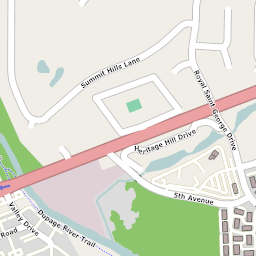 Summit Hills Lane
Royal Saint George Drive
Heritage Hill Drive
5th Avenue
Valley Drive
Dupage River Trail
Road